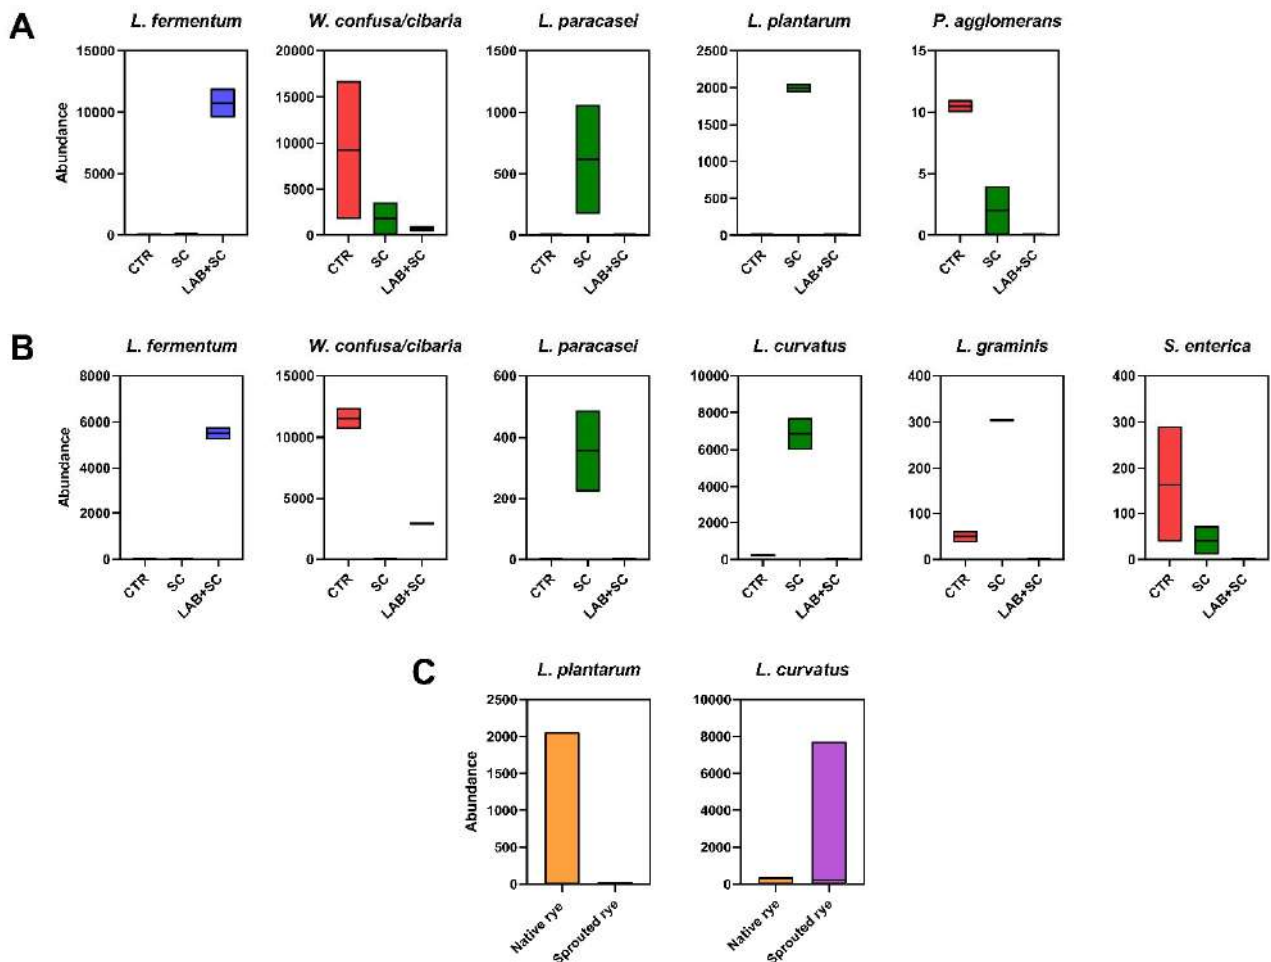 A
L. fermentum
W. confusa/cibaria
L. paracasei
L. plantarum
P. agglomerans
Abundance
15000
10000
5000
0
CTR
SC
LAB+SC
20000
15000
10000
5000
0
CTR
SC
LAB+SC
1500
1000
500
0
CTR
SC
LAB+SC
2500
2000
1500
1000
500
0
CTR
SC
LAB+SC
15
10
5
0
CTR
SC
LAB+SC
B
L. fermentum
W. confusa/cibaria
L. paracasei
L. curvatus
L. graminis
S. enterica
Abundance
8000
6000
4000
2000
0
CTR
SC
LAB+SC
15000
10000
5000
0
CTR
SC
LAB+SC
600
400
200
0
CTR
SC
LAB+SC
10000
8000
6000
4000
2000
0
CTR
SC
LAB+SC
400
300
200
100
0
CTR
SC
LAB+SC
400
300
200
100
0
CTR
SC
LAB+SC
C
L. plantarum
L. curvatus
Abundance
2500
2000
1500
1000
500
0
Native rye
Sprouted rye
10000
8000
6000
4000
2000
0
Native rye
Sprouted rye